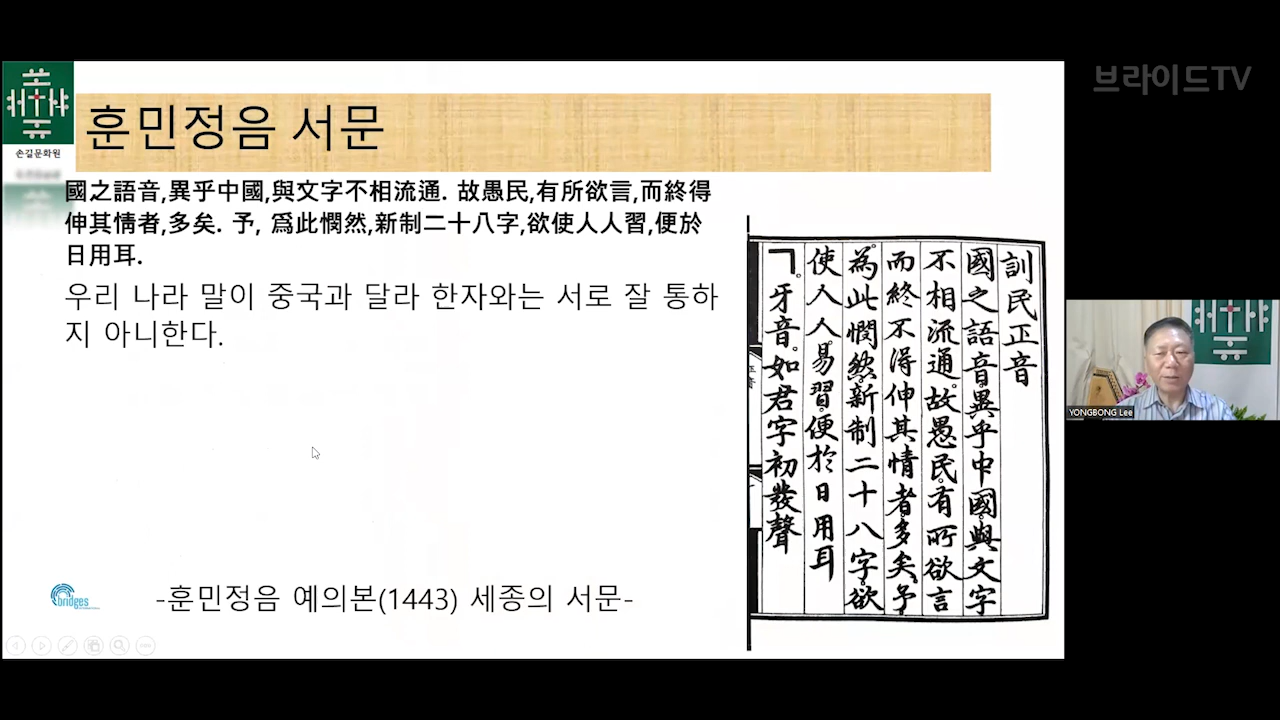 브라이드TV
손길문화원
훈민정음 서문
國之語音,異乎中國,與文字不相流通. 故愚民,有所欲言,而終得
伸其情者,多矣. 予, 爲此憫然,新制二十八字,欲使人人習,便於
日用耳.
우리 나라 말이 중국과 달라 한자와는 서로 잘 통하
지 아니한다.
-훈민정음 예의본(1443) 세종의 서문-
bridges
訓民正音
國之語音異乎中國與文字
不相流通故愚民有所欲言
而終不得伸其情者多矣予
為此憫然新制二十八字欲
使人人易習便於日用耳
ㄱ牙音如君字初發聲
YONGBONG Lee